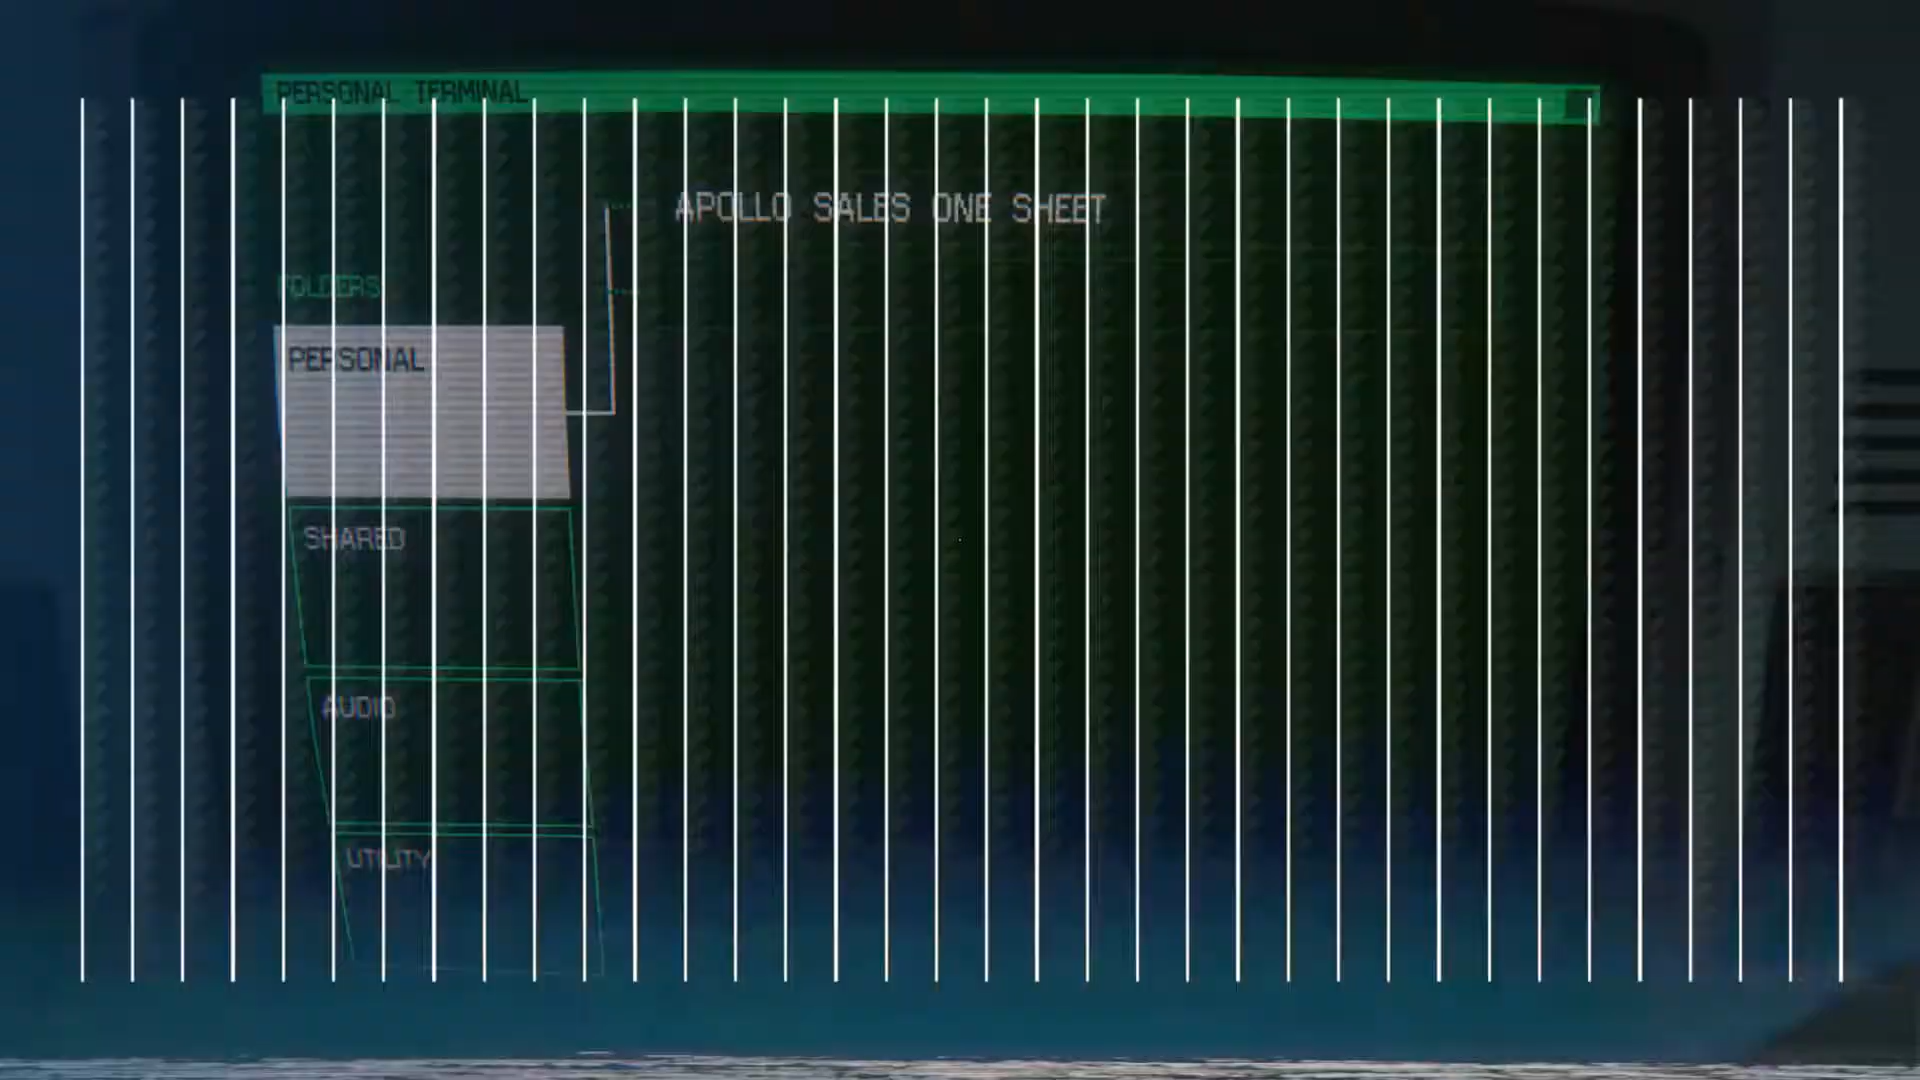 PERSONAL TERMINAL
APOLLO SALES ONE SHEET
FOLDERS
PERSONAL
SHARED
AUDIO
UTILITY